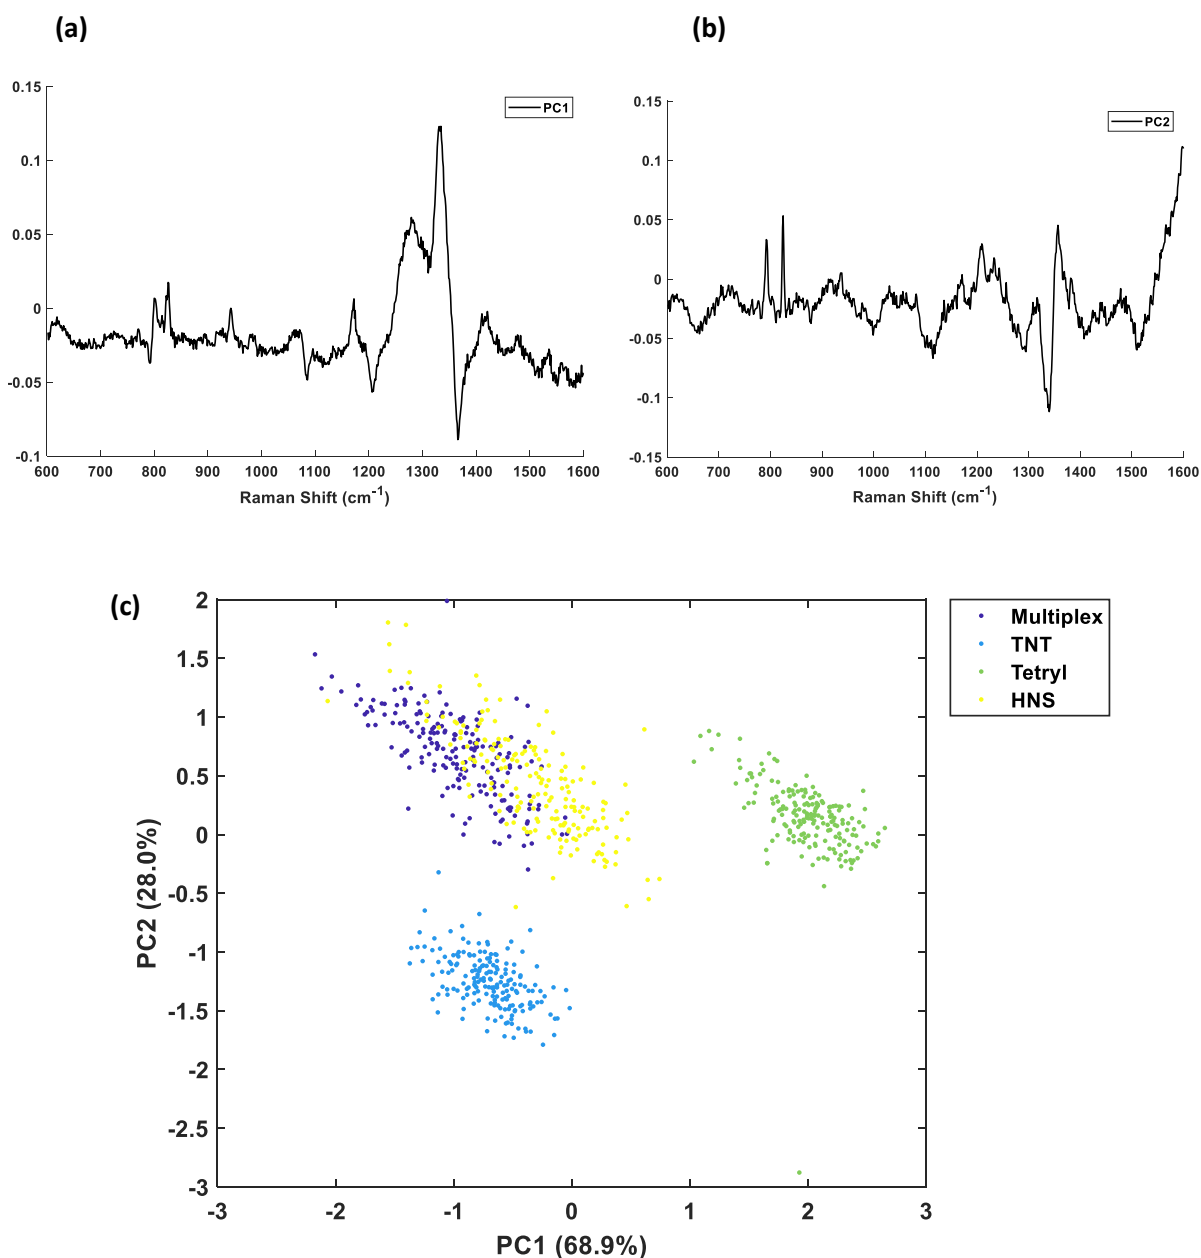 (a)
(b)
0.15
0.1
0.05
0
-0.05
-0.1
PC1
600 700 800 900 1000 1100 1200 1300 1400 1500 1600
Raman Shift (cm⁻¹)
0.15
0.1
0.05
0
-0.05
-0.1
-0.15
PC2
600 700 800 900 1000 1100 1200 1300 1400 1500 1600
Raman Shift (cm⁻¹)
(c)
2
1.5
1
0.5
0
-0.5
-1
-1.5
-2
-2.5
-3
PC2 (28.0%)
-3 -2 -1 0 1 2 3
PC1 (68.9%)
Multiplex
TNT
Tetryl
HNS